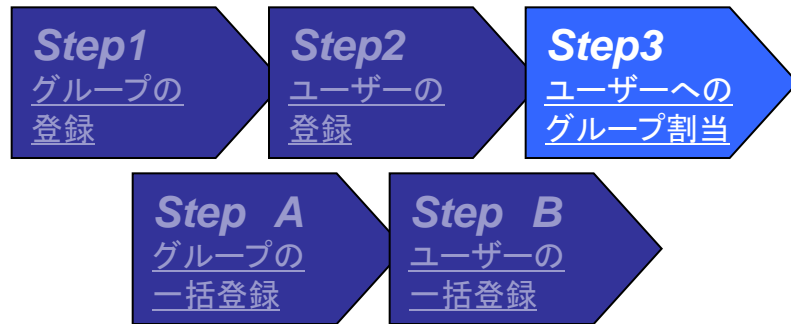 Step1
グループの
登録
Step2
ユーザーの
登録
Step3
ユーザーへの
グループ割当
Step A
グループの
一括登録
Step B
ユーザーの
一括登録